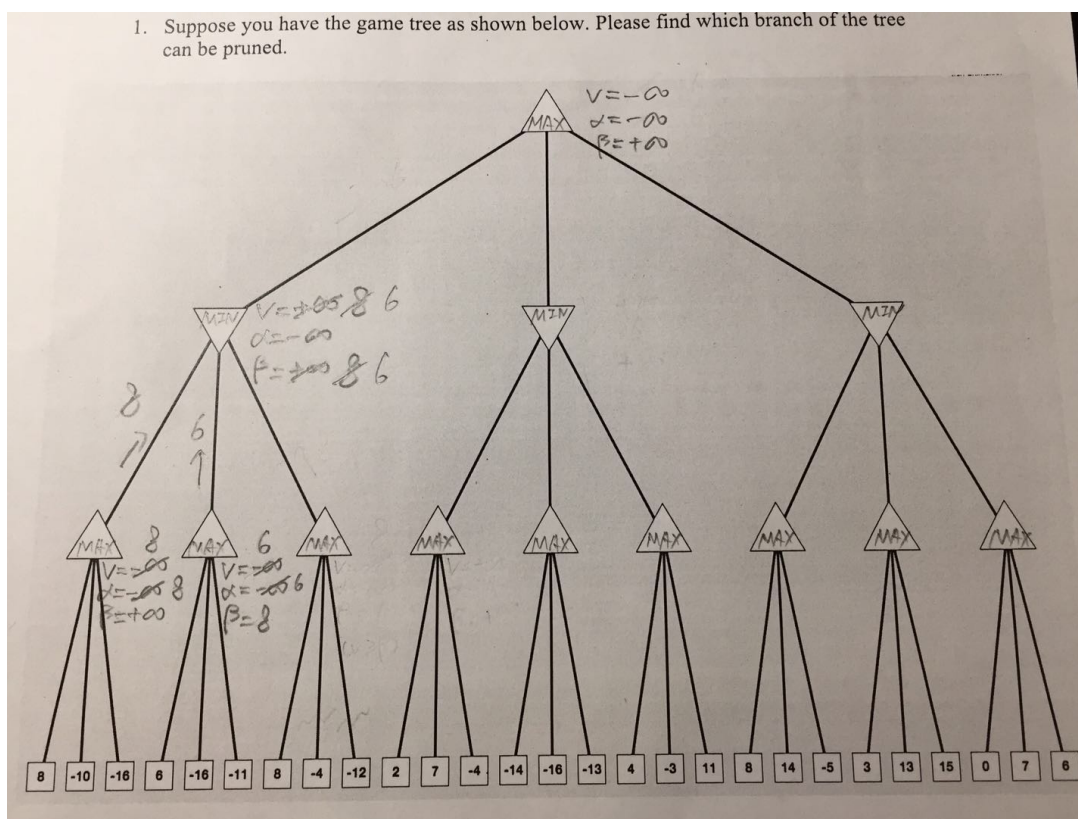 1. Suppose you have the game tree as shown below. Please find which branch of the tree
can be pruned.
MAX
V=-∞
α=-∞
β=+∞
MIN
V=+∞ 8 6
α=-∞
β=+∞ 8 6
MIN
MIN
8
6
MAX
8
V=-∞
α=-∞ 8
β=+∞
MAX
6
V=-∞
α=-∞ 6
β=8
MAX
MAX
MAX
MAX
MAX
MAX
MAX
8 -10 -16 6 -16 -11 8 -4 -12 2 7 -4 -14 -16 -13 4 -3 11 8 14 -5 3 13 15 0 7 6